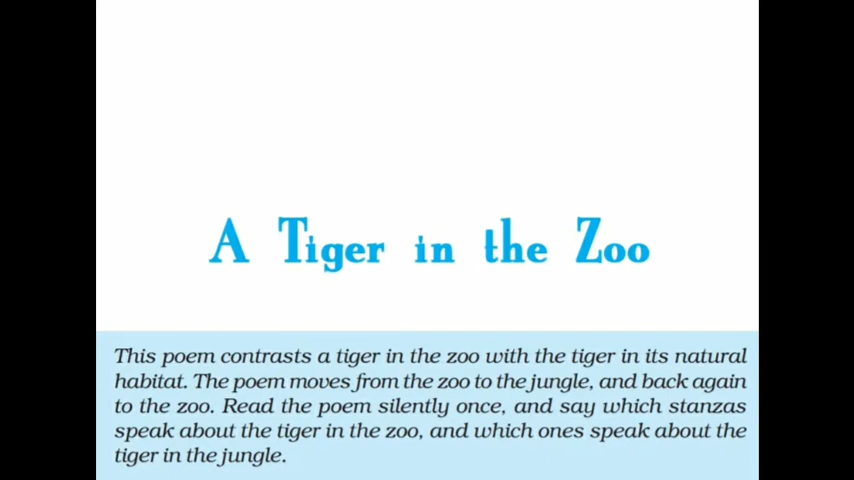 A Tiger in the Zoo
This poem contrasts a tiger in the zoo with the tiger in its natural
habitat. The poem moves from the zoo to the jungle, and back again
to the zoo. Read the poem silently once, and say which stanzas
speak about the tiger in the zoo, and which ones speak about the
tiger in the jungle.